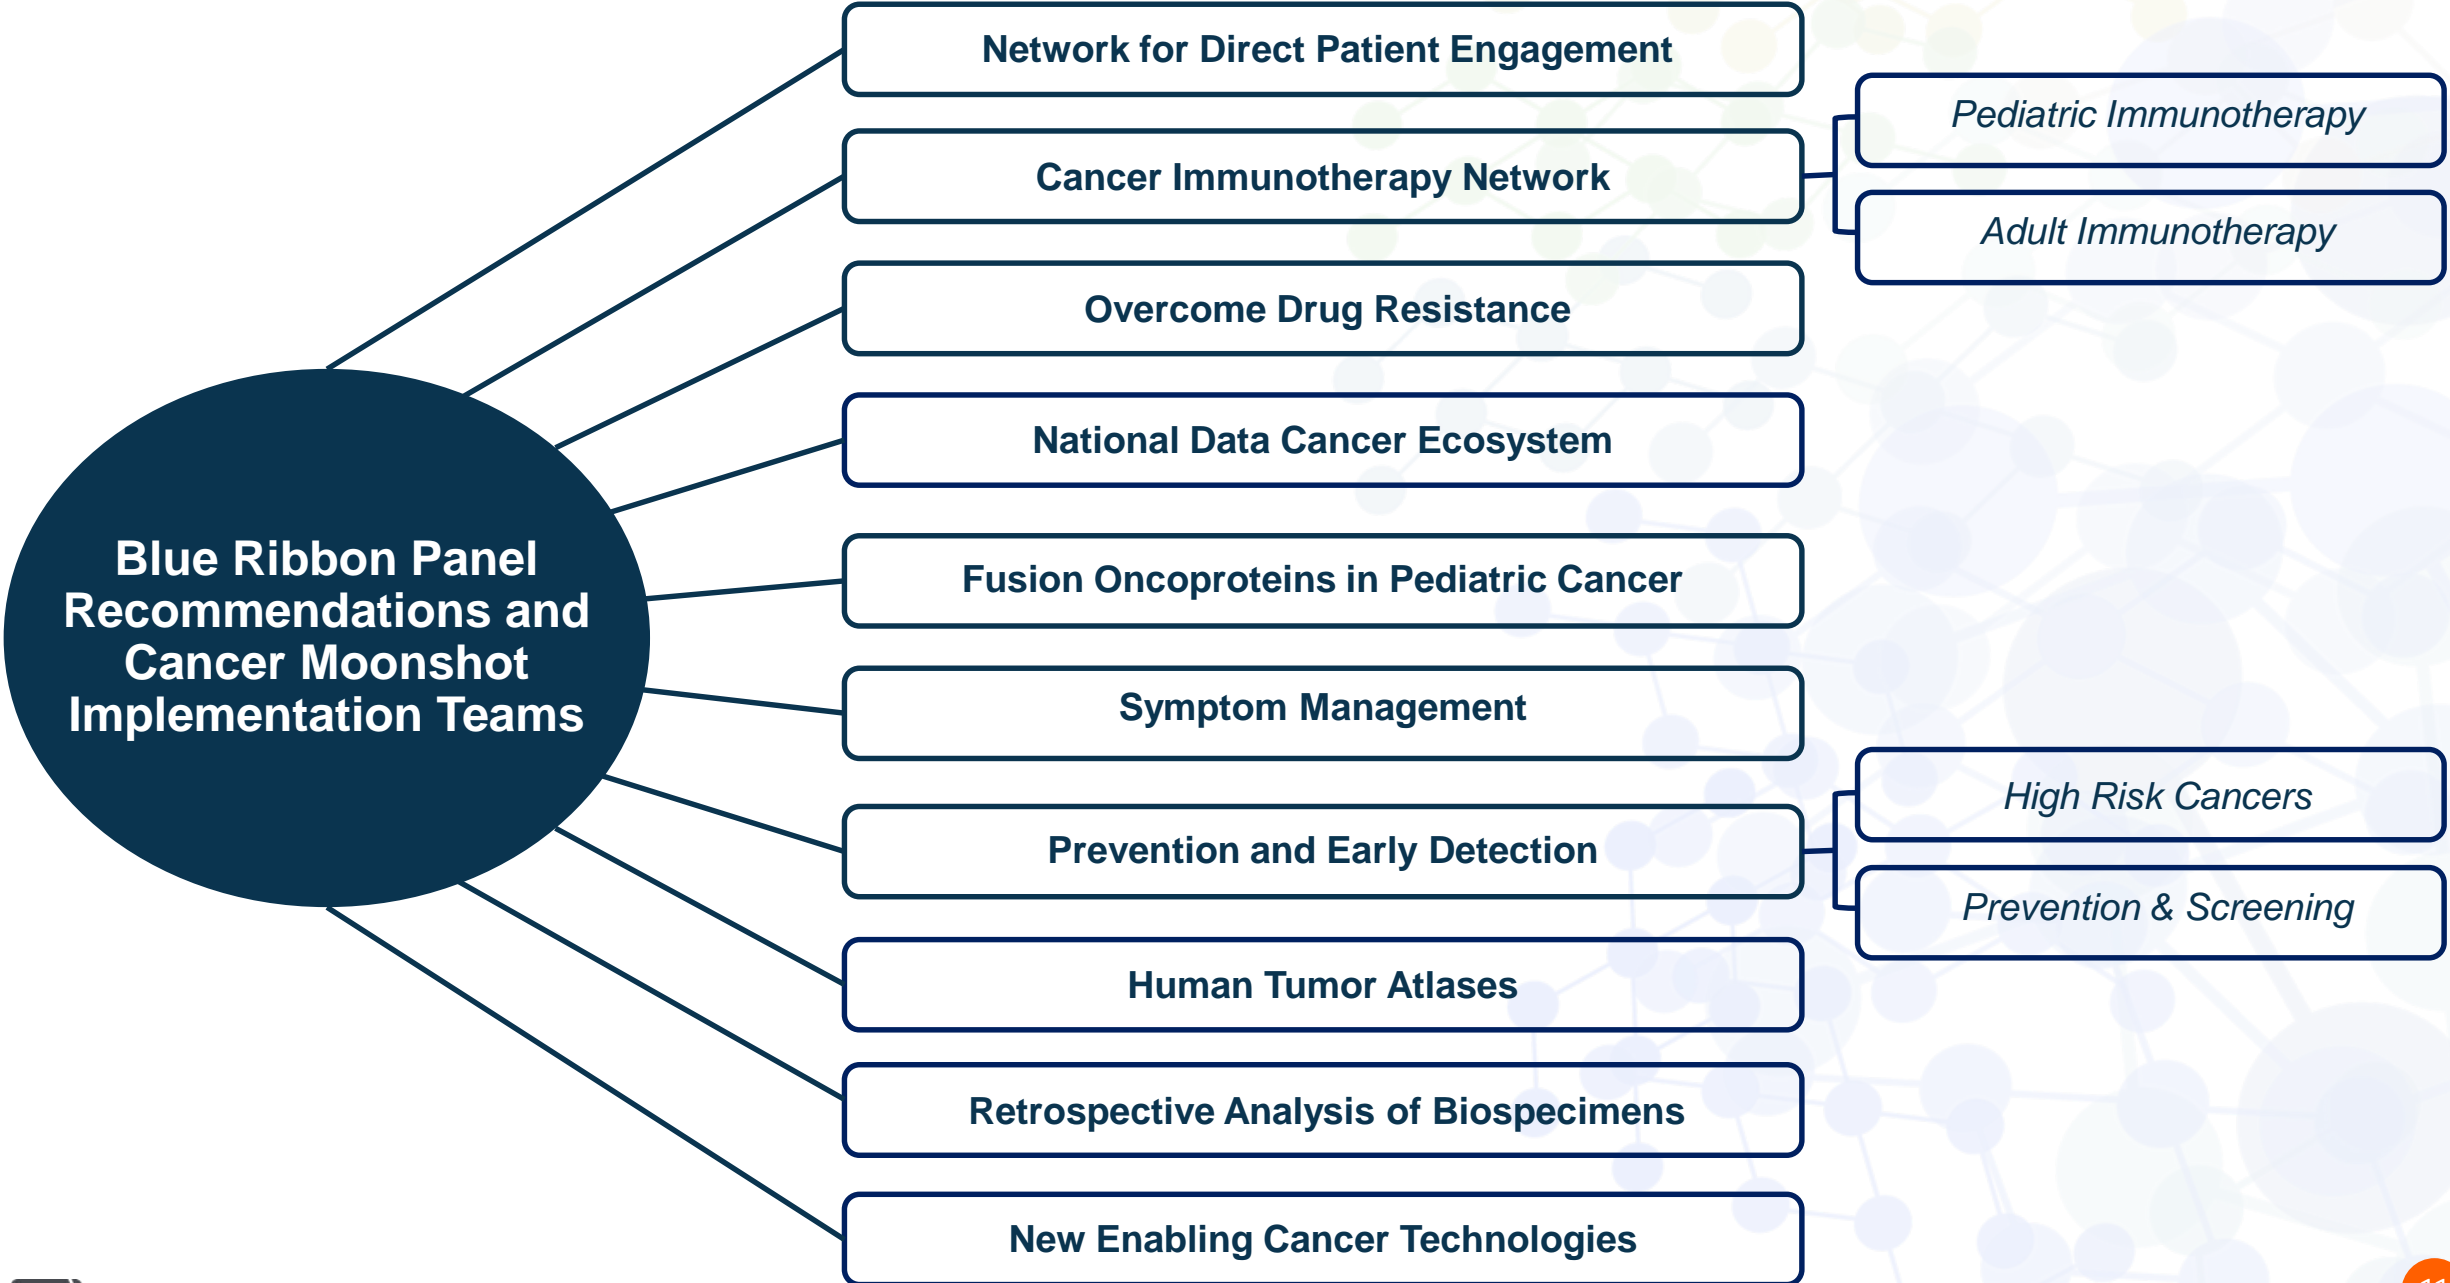 Blue Ribbon Panel
Recommendations and
Cancer Moonshot
Implementation Teams
Network for Direct Patient Engagement
Cancer Immunotherapy Network
Pediatric Immunotherapy
Adult Immunotherapy
Overcome Drug Resistance
National Data Cancer Ecosystem
Fusion Oncoproteins in Pediatric Cancer
Symptom Management
Prevention and Early Detection
High Risk Cancers
Prevention & Screening
Human Tumor Atlases
Retrospective Analysis of Biospecimens
New Enabling Cancer Technologies